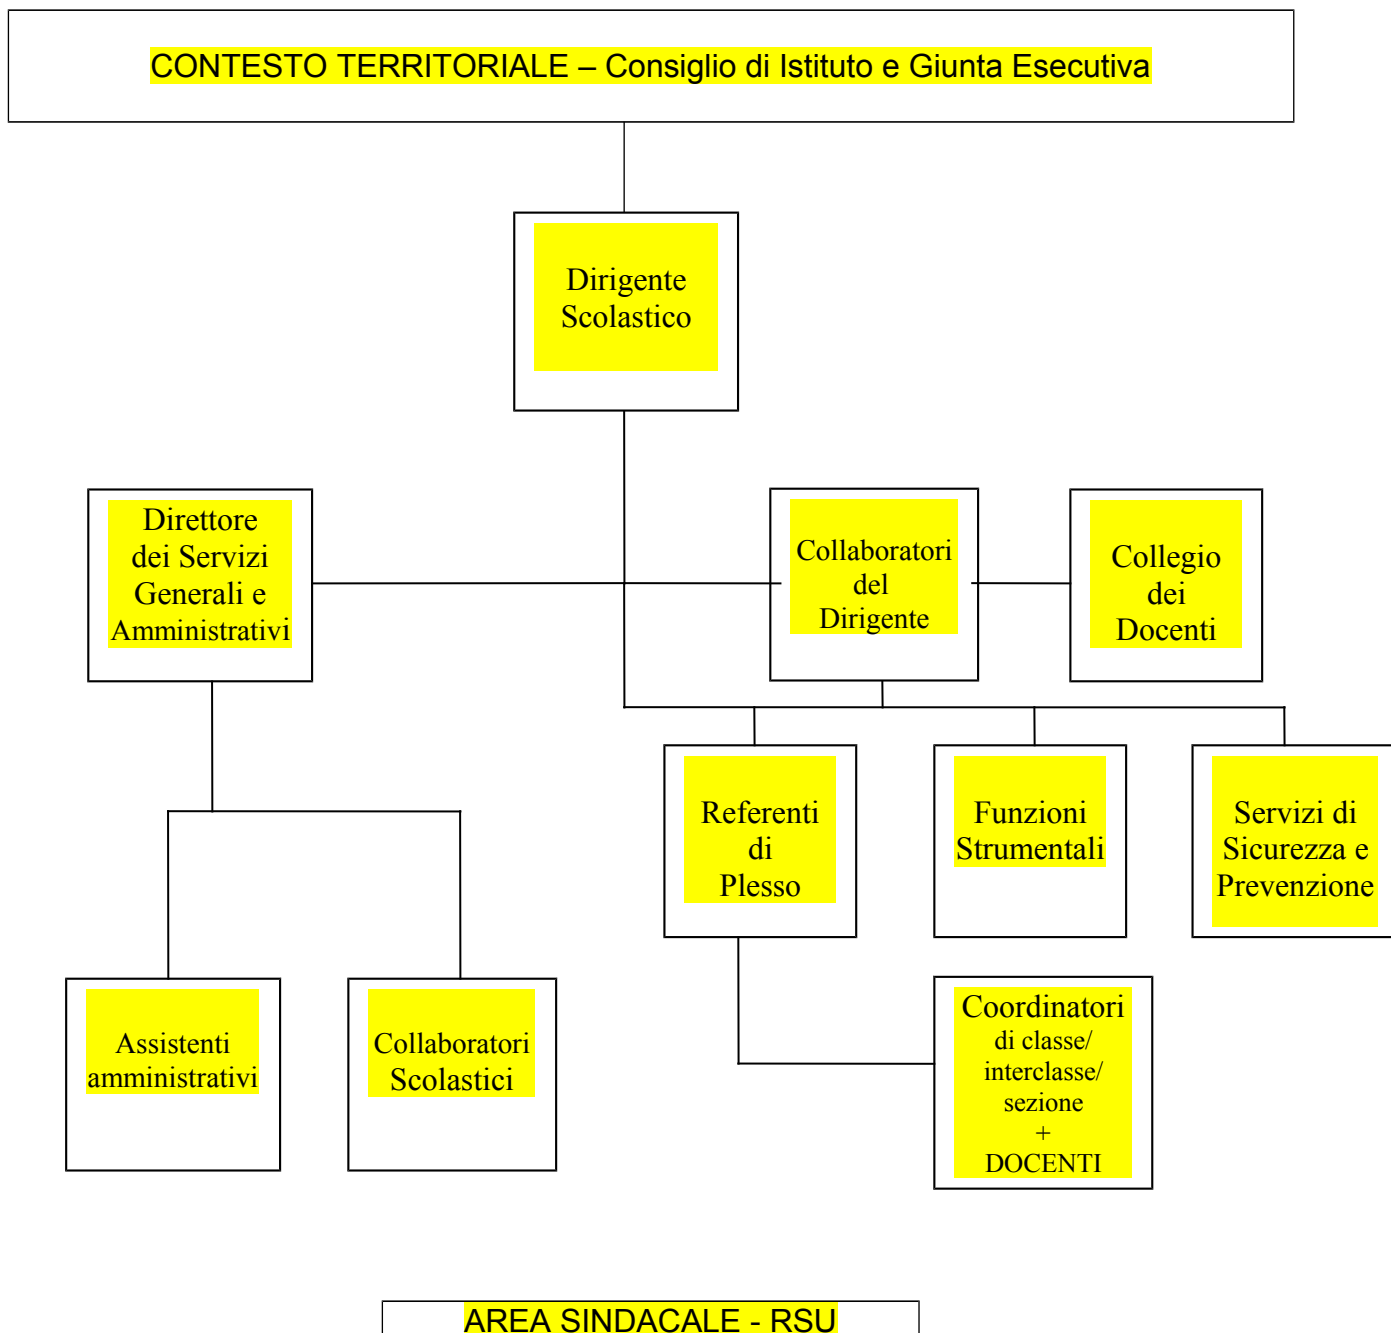 CONTESTO TERRITORIALE – Consiglio di Istituto e Giunta Esecutiva
Dirigente
Scolastico
Direttore
dei Servizi
Generali e
Amministrativi
Collaboratori
del
Dirigente
Collegio
dei
Docenti
Referenti
di
Plesso
Funzioni
Strumentali
Servizi di
Sicurezza e
Prevenzione
Assistenti
amministrativi
Collaboratori
Scolastici
Coordinatori
di classe/
interclasse/
sezione
+
DOCENTI
AREA SINDACALE - RSU